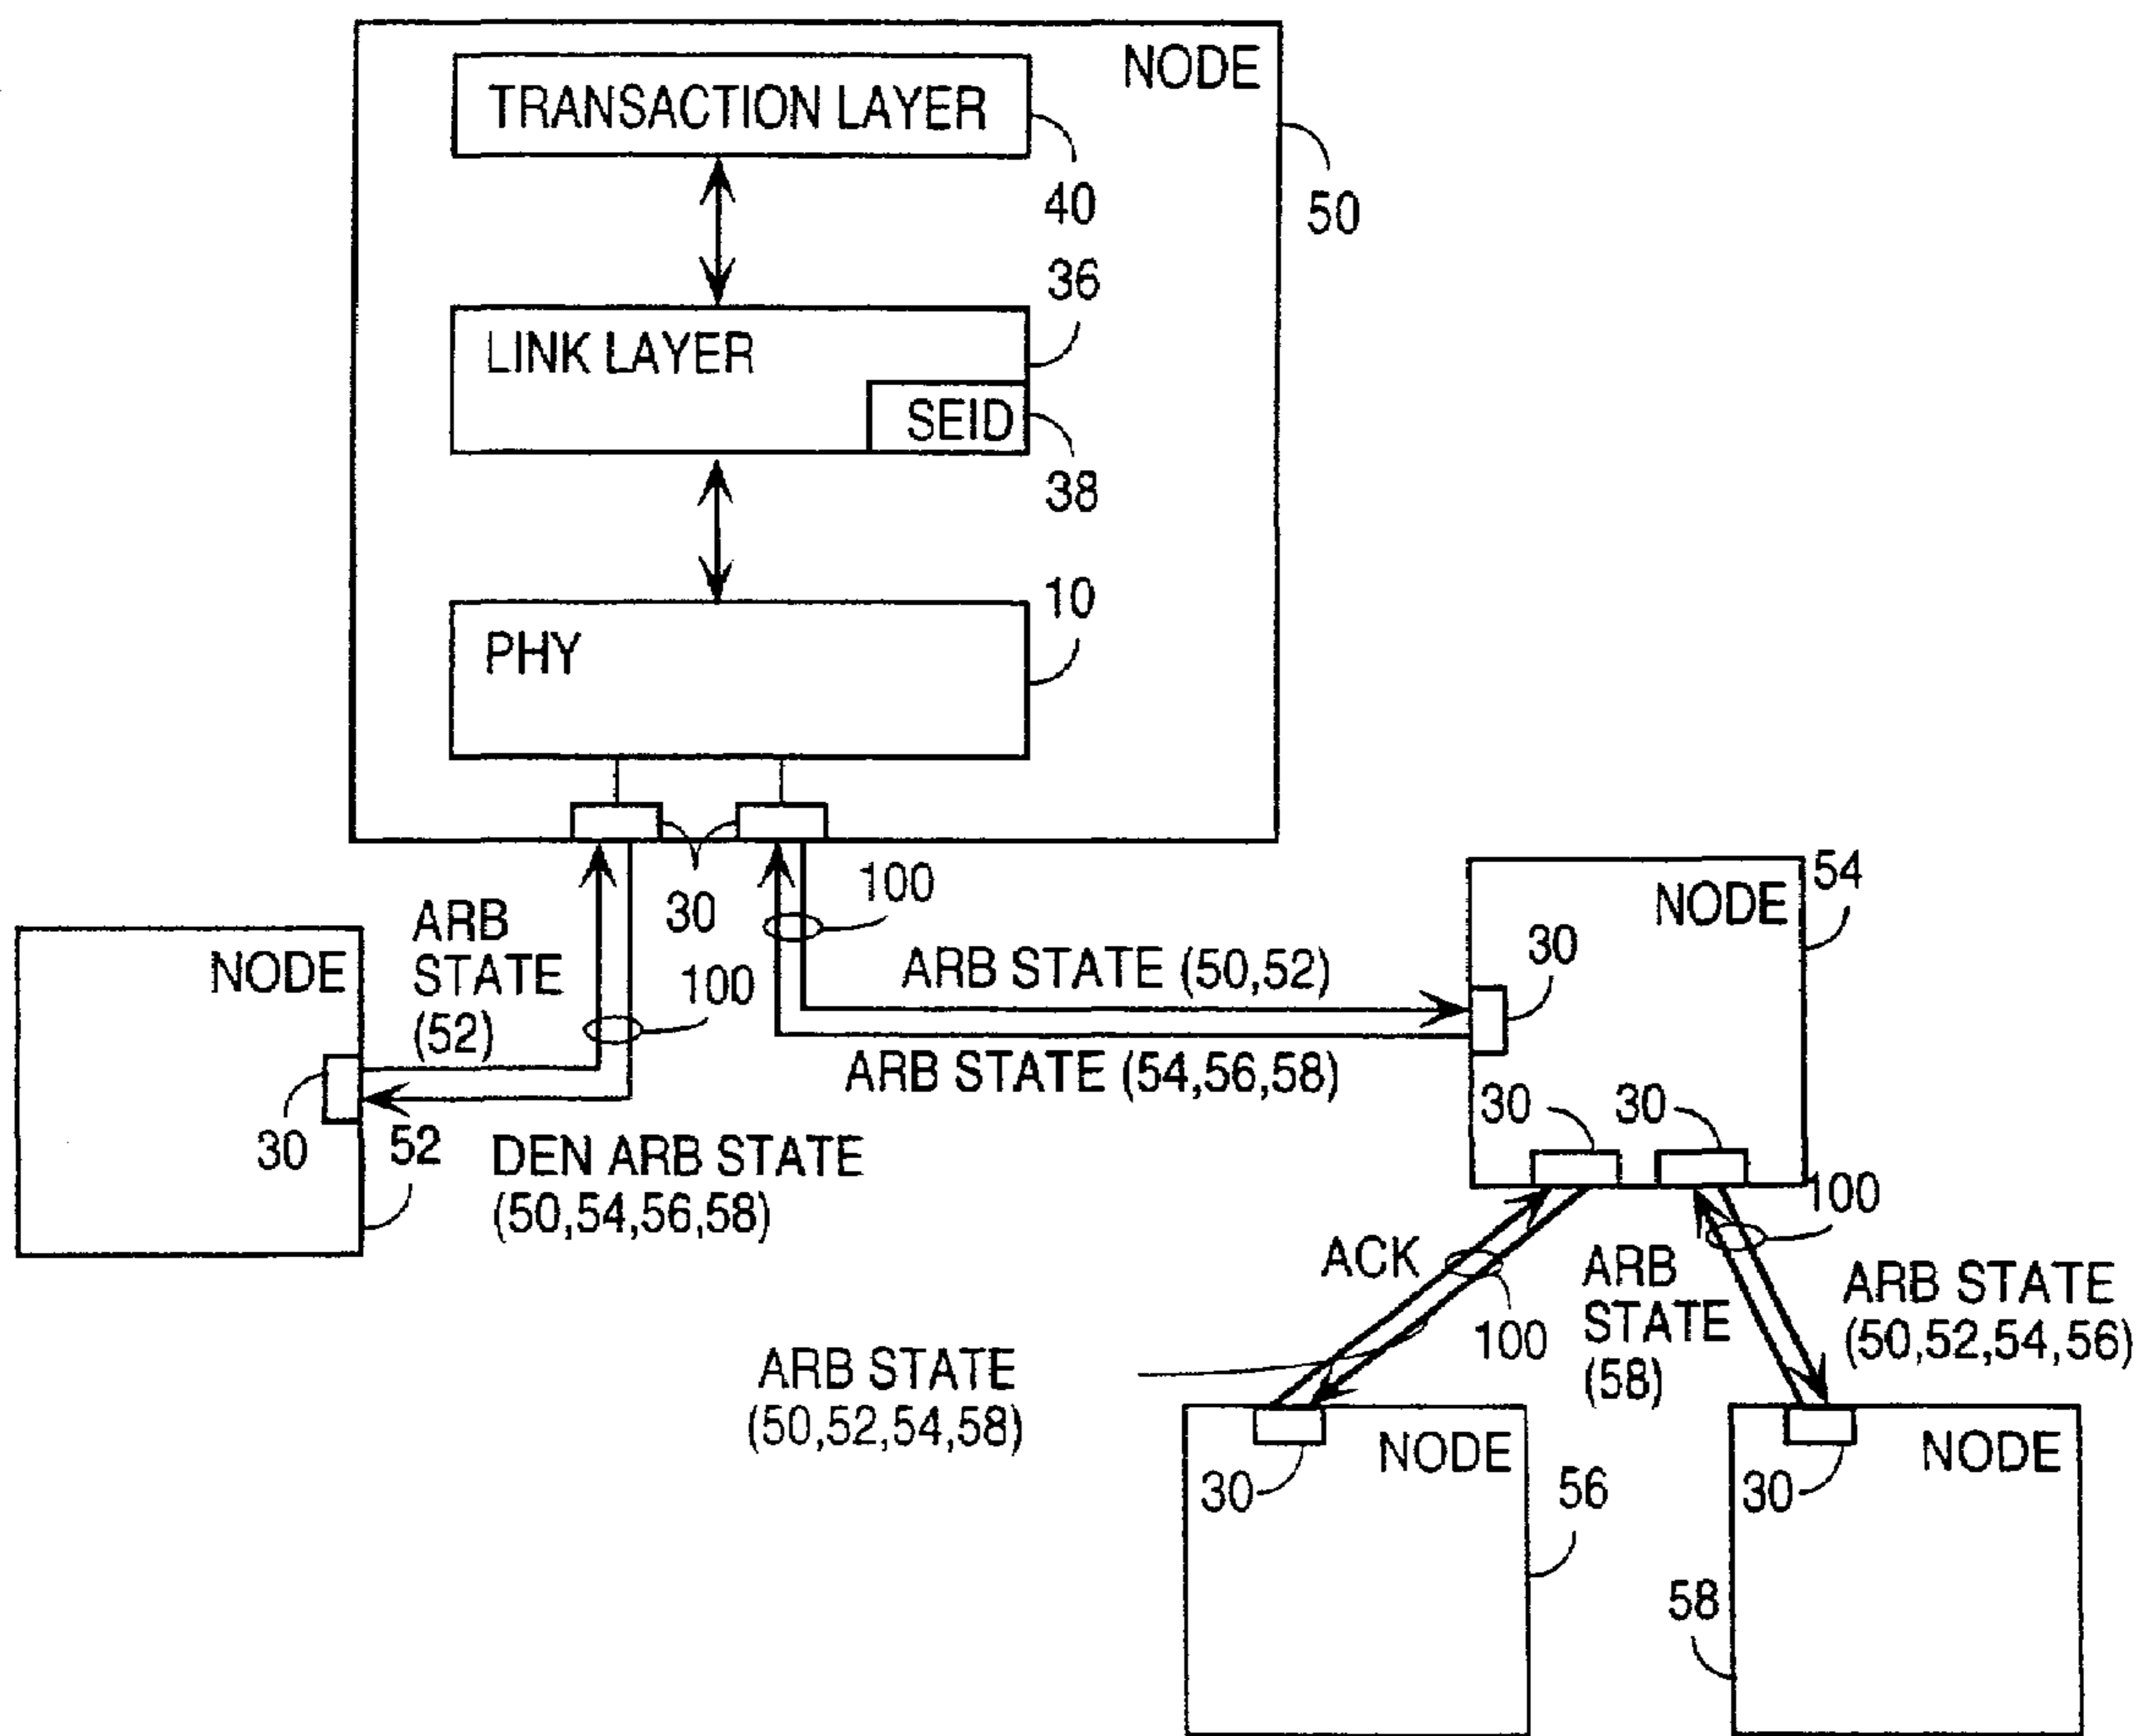 NODE
TRANSACTION LAYER
40
50
36
LINK LAYER
SEID
38
10
PHY
30
100
ARB
STATE
(52)
100
ARB STATE (50,52)
ARB STATE (54,56,58)
NODE
54
30
30
30
100
NODE
30
52
DEN ARB STATE
(50,54,56,58)
ACK
100
ARB
STATE
(58)
ARB STATE
(50,52,54,56)
ARB STATE
(50,52,54,58)
NODE
30
56
NODE
30
58